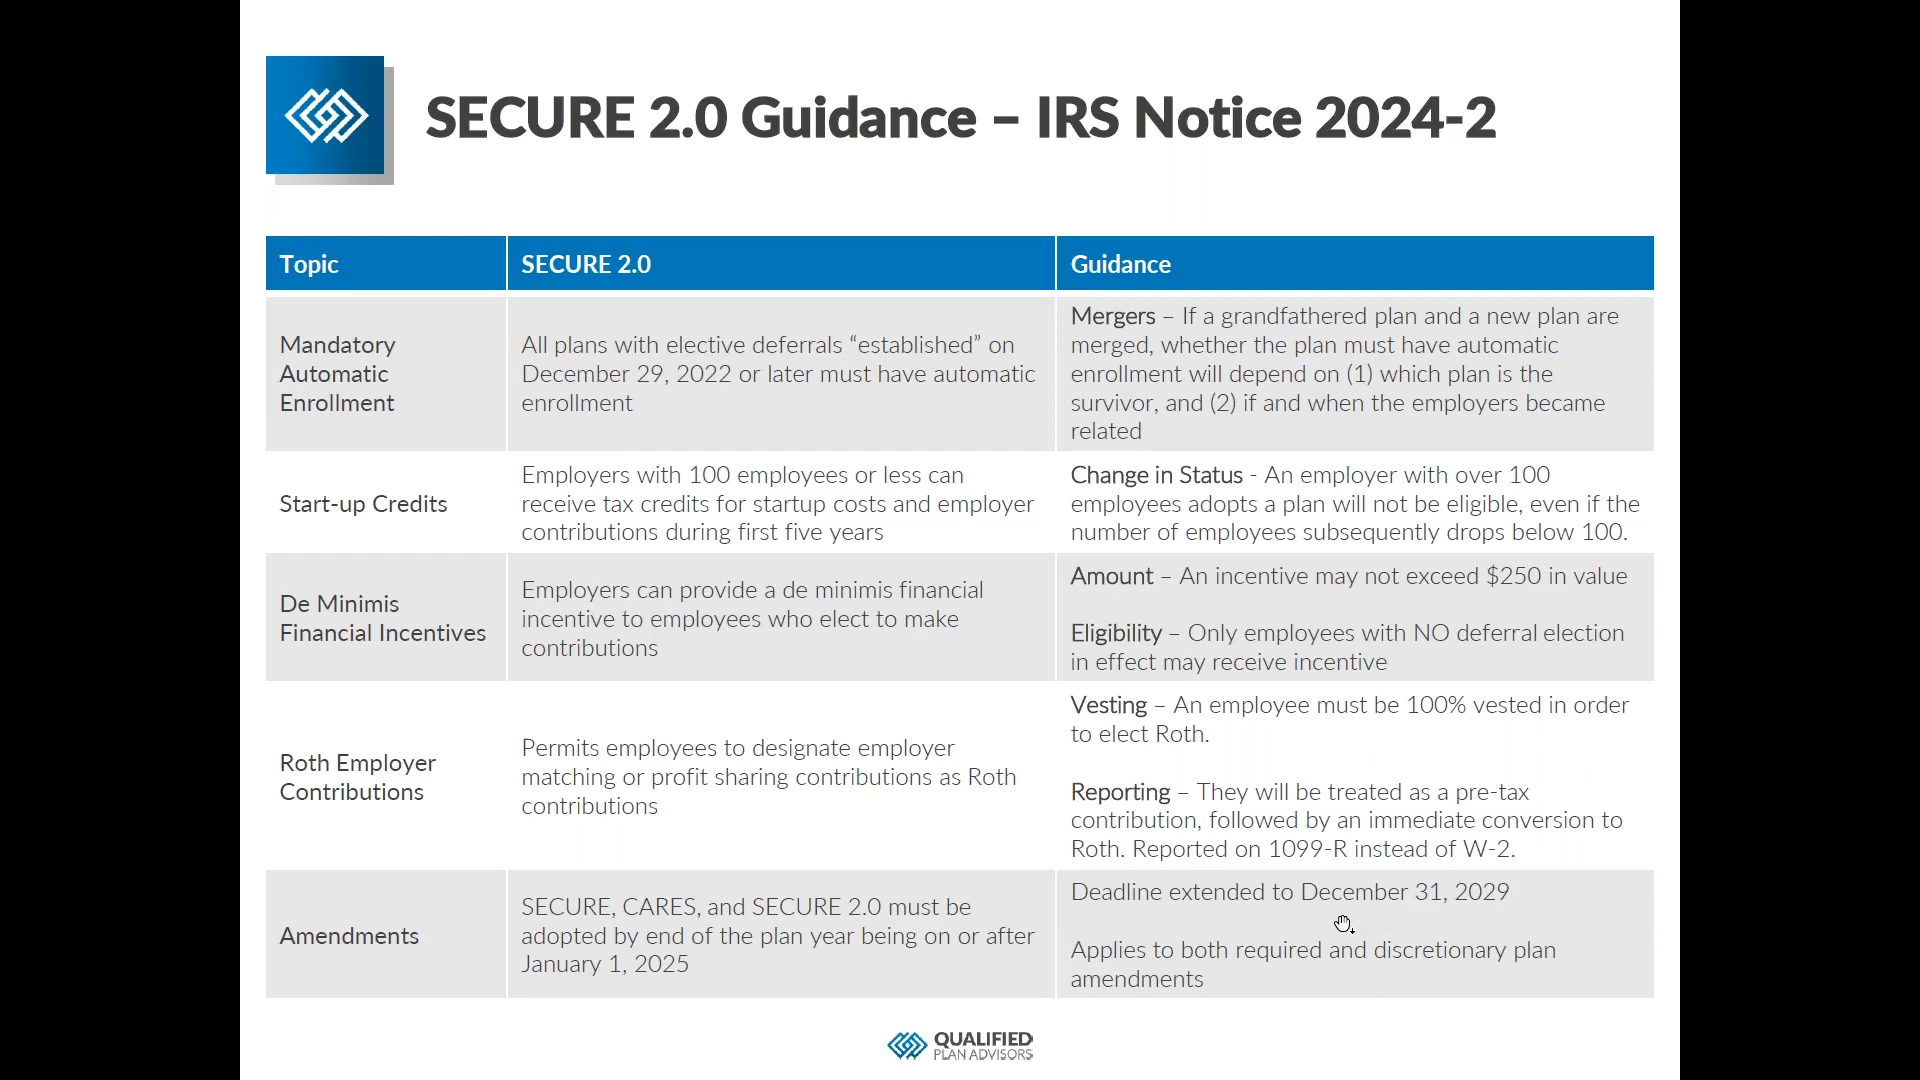 SECURE 2.0 Guidance – IRS Notice 2024-2
Topic
SECURE 2.0
Guidance
Mandatory
Automatic
Enrollment
All plans with elective deferrals “established” on
December 29, 2022 or later must have automatic
enrollment
Mergers – If a grandfathered plan and a new plan are
merged, whether the plan must have automatic
enrollment will depend on (1) which plan is the
survivor, and (2) if and when the employers became
related
Start-up Credits
Employers with 100 employees or less can
receive tax credits for startup costs and employer
contributions during first five years
Change in Status - An employer with over 100
employees adopts a plan will not be eligible, even if the
number of employees subsequently drops below 100.
De Minimis
Financial Incentives
Employers can provide a de minimis financial
incentive to employees who elect to make
contributions
Amount – An incentive may not exceed $250 in value
Eligibility – Only employees with NO deferral election
in effect may receive incentive
Roth Employer
Contributions
Permits employees to designate employer
matching or profit sharing contributions as Roth
contributions
Vesting – An employee must be 100% vested in order
to elect Roth.
Reporting – They will be treated as a pre-tax
contribution, followed by an immediate conversion to
Roth. Reported on 1099-R instead of W-2.
Amendments
SECURE, CARES, and SECURE 2.0 must be
adopted by end of the plan year being on or after
January 1, 2025
Deadline extended to December 31, 2029
Applies to both required and discretionary plan
amendments
QUALIFIED
PLAN ADVISORS